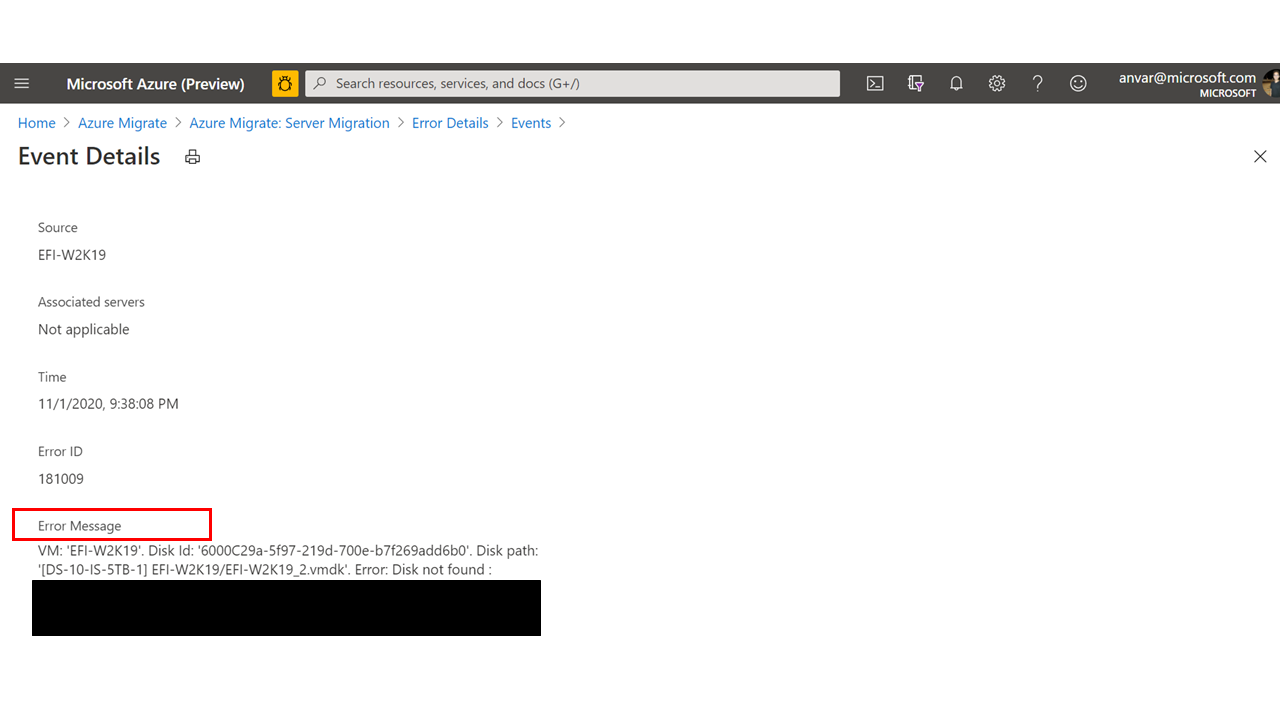 Microsoft Azure (Preview)
Search resources, services, and docs (G+/)
anvar@microsoft.com
MICROSOFT
Home > Azure Migrate > Azure Migrate: Server Migration > Error Details > Events >
Event Details
Source
EFI-W2K19
Associated servers
Not applicable
Time
11/1/2020, 9:38:08 PM
Error ID
181009
Error Message
VM: 'EFI-W2K19'. Disk Id: '6000C29a-5f97-219d-700e-b7f269add6b0'. Disk path:
'[DS-10-IS-5TB-1] EFI-W2K19/EFI-W2K19_2.vmdk'. Error: Disk not found :